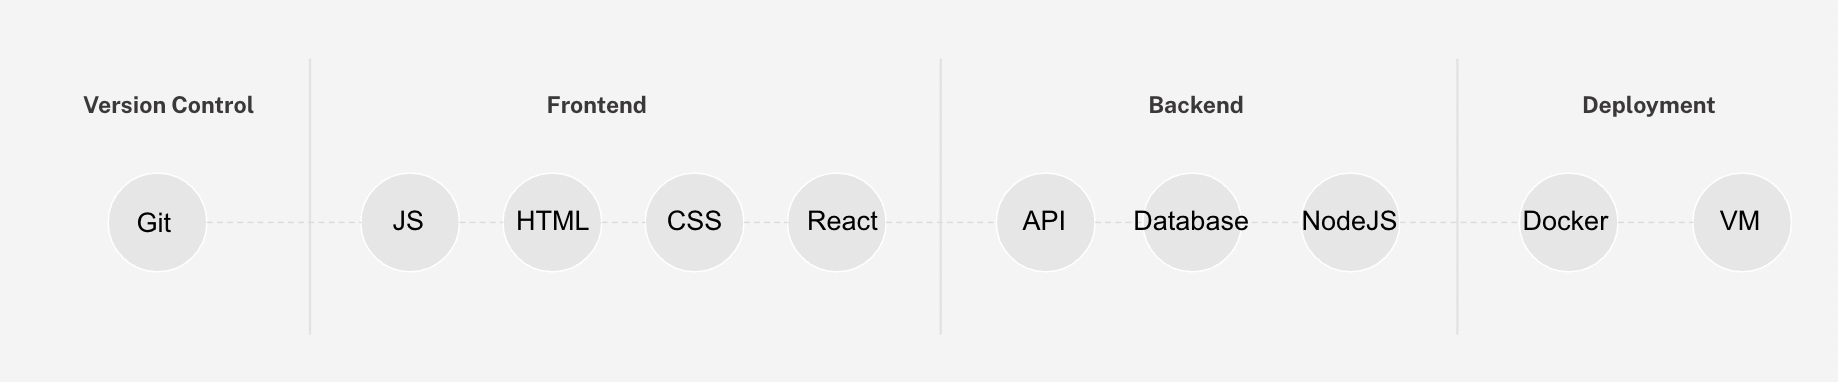 Version Control
Frontend
Backend
Deployment
Git
JS
HTML
CSS
React
API
Database
NodeJS
Docker
VM